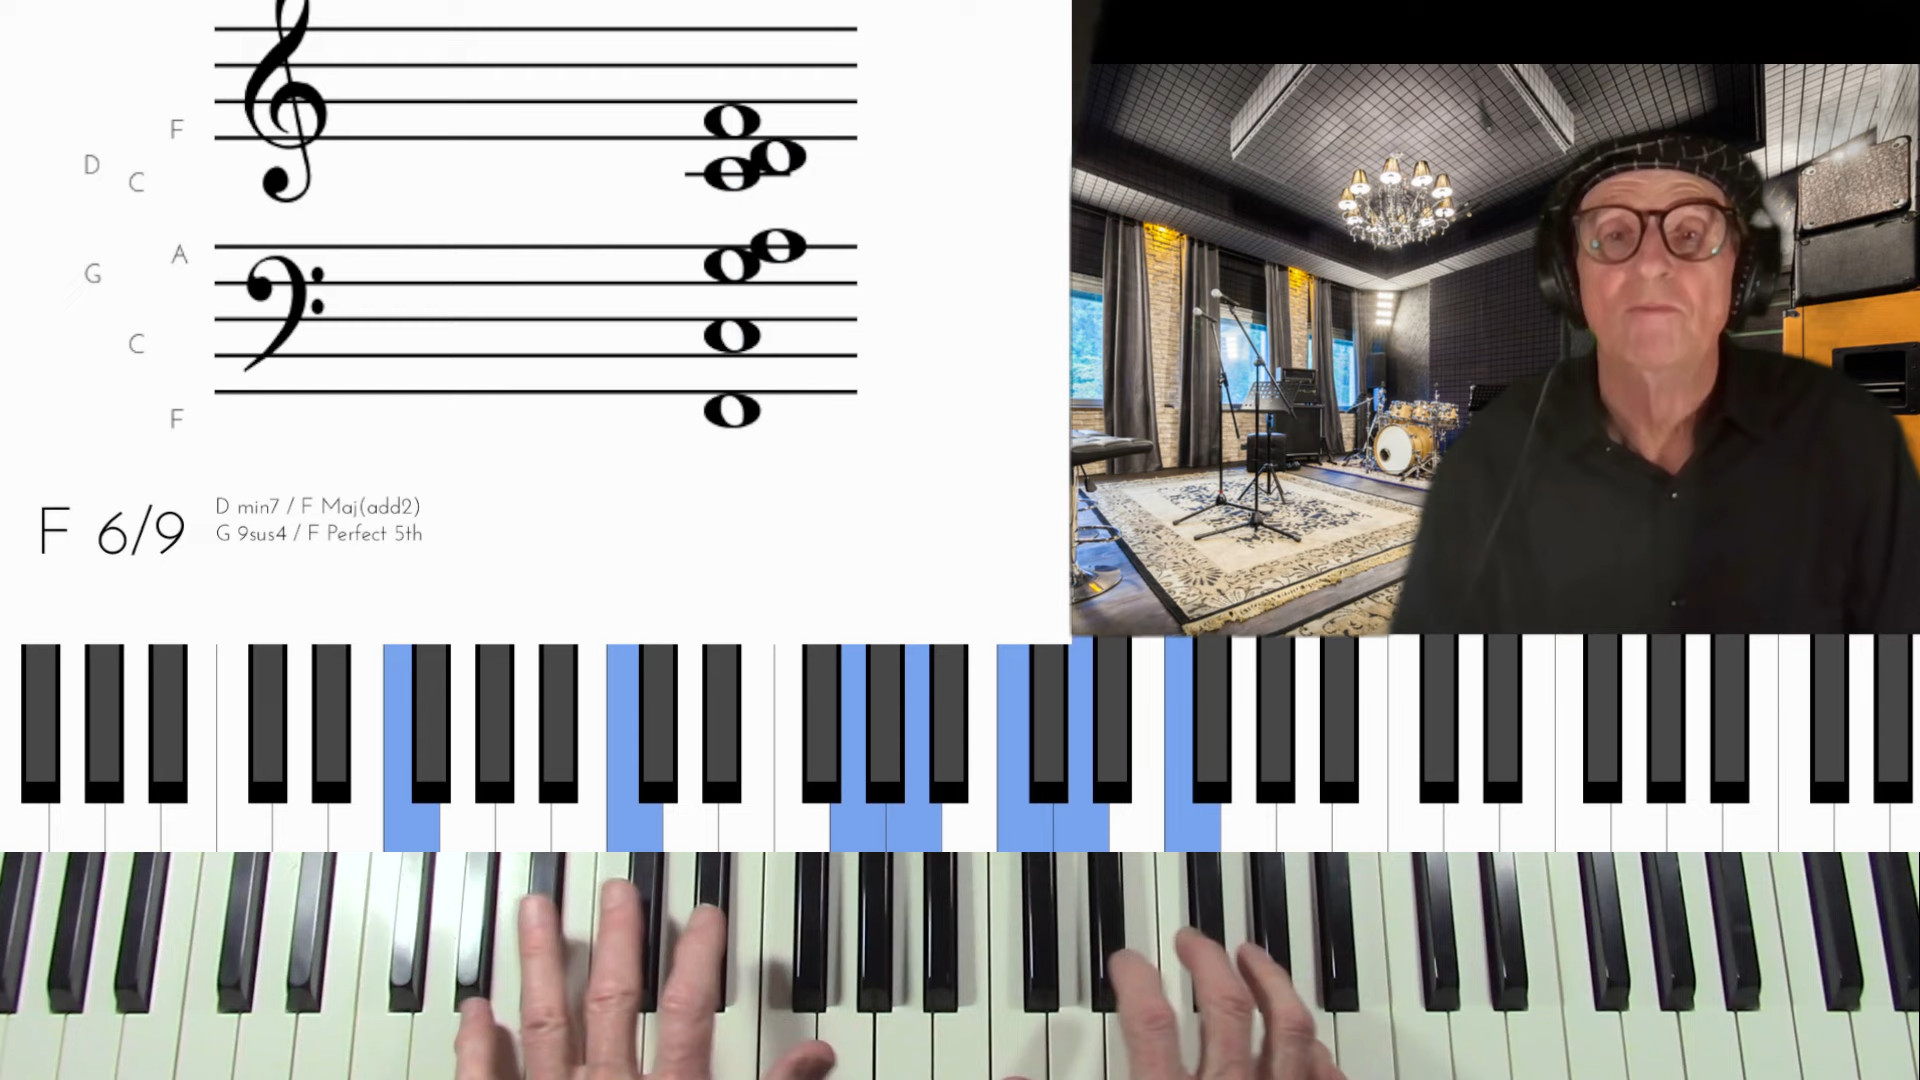 F
D
C
A
G
C
F
F 6/9
D min7 / F Maj(add2)
G 9sus4 / F Perfect 5th